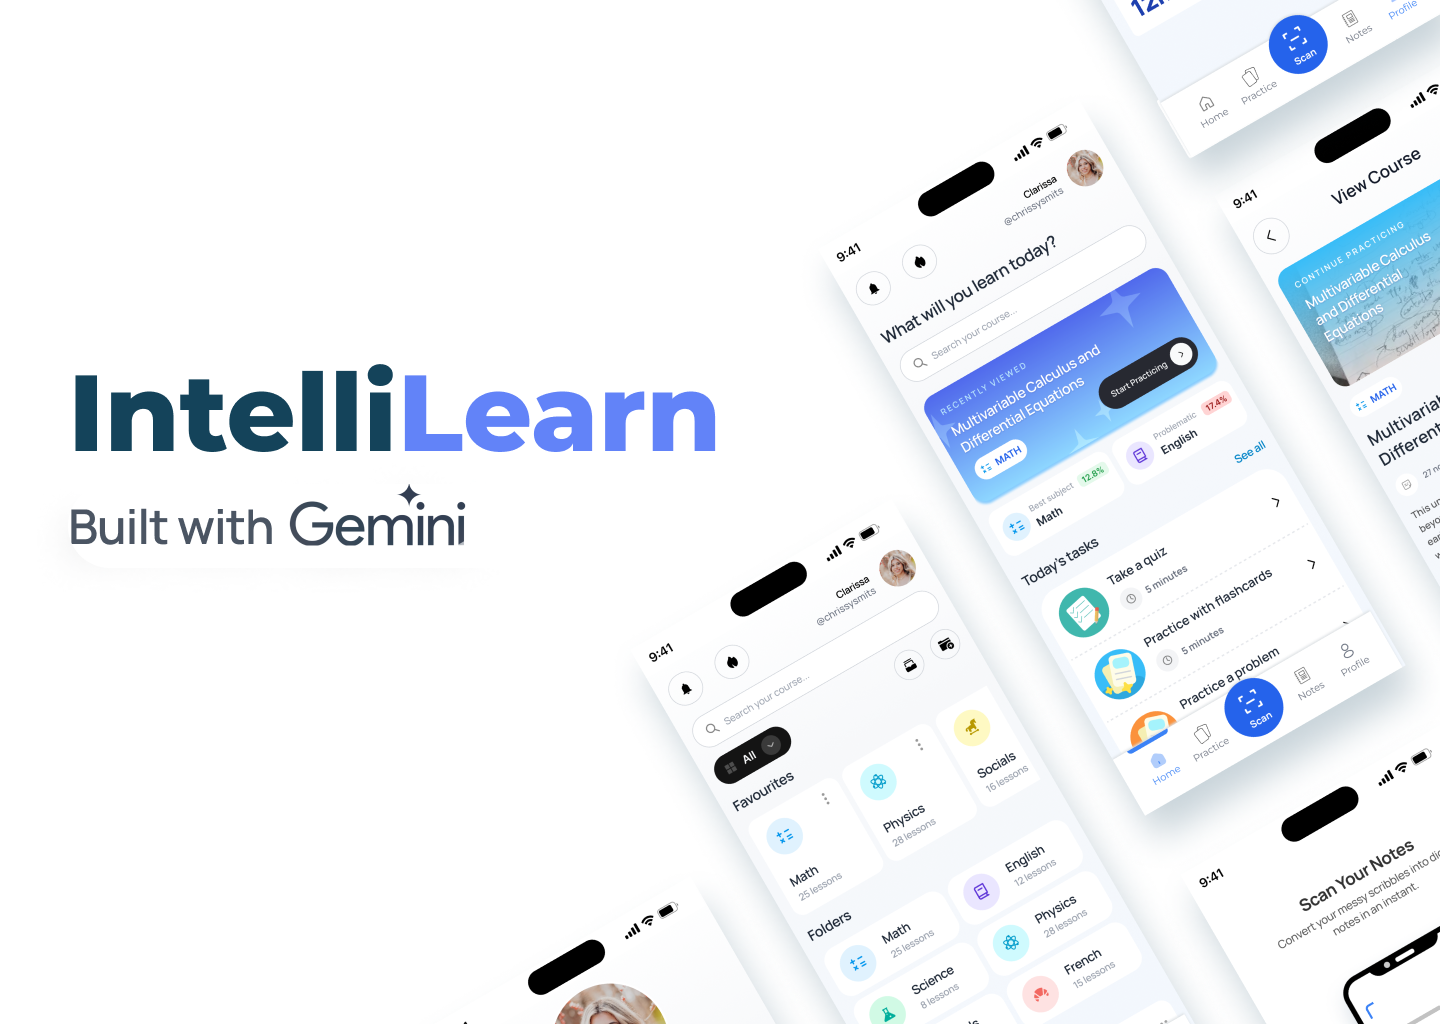 IntelliLearn
Built with Gemini
Home
Practice
Scan
Notes
Profile
9:41
Clarissa
@chrissysmits
What will you learn today?
Search your course...
RECENTLY VIEWED
Multivariable Calculus and
Differential Equations
MATH
Start Practicing
Best subject
12.8%
Math
Problematic
17.4%
English
Today's tasks
See all
Take a quiz
5 minutes
Practice with flashcards
5 minutes
Practice a problem
Home
Practice
Scan
Notes
Profile
9:41
View Course
CONTINUE PRACTICING
Multivariable Calculus
and Differential
Equations
MATH
9:41
Clarissa
@chrissysmits
Search your course...
All
Favourites
Math
25 lessons
Physics
28 lessons
Socials
16 lessons
Folders
Math
25 lessons
English
12 lessons
Science
8 lessons
Physics
28 lessons
French
15 lessons
9:41
Scan Your Notes
Convert your messy scribbles into
notes in an instant.